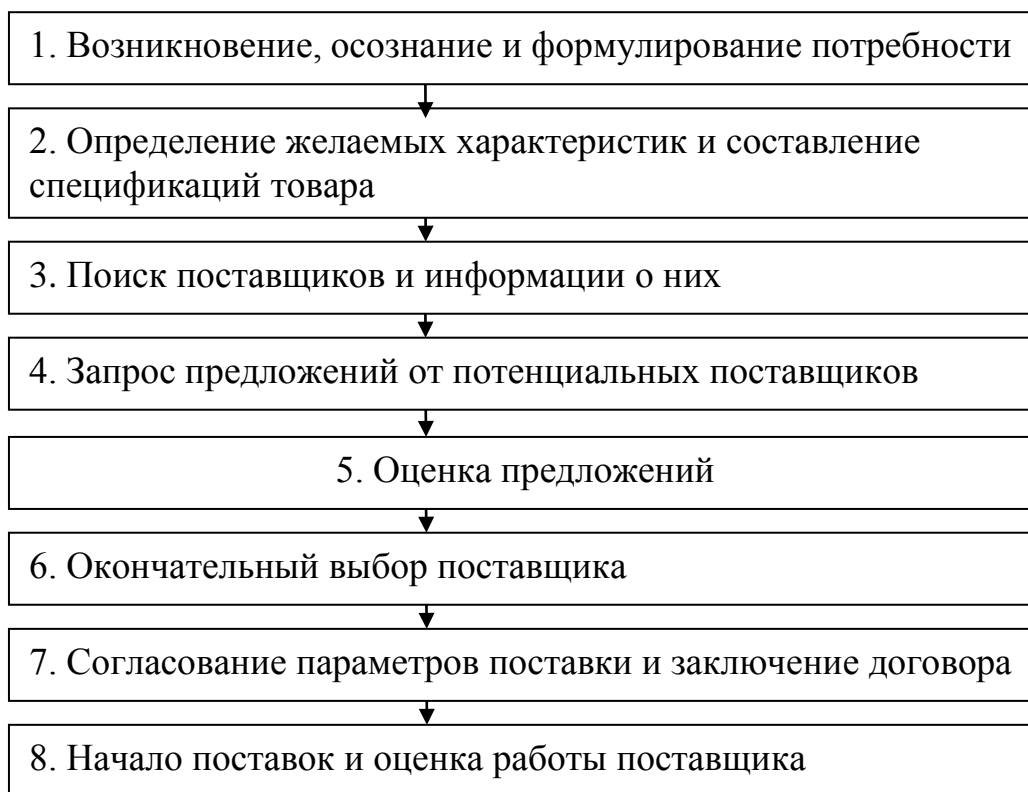 1. Возникновение, осознание и формулирование потребности
2. Определение желаемых характеристик и составление
спецификаций товара
3. Поиск поставщиков и информации о них
4. Запрос предложений от потенциальных поставщиков
5. Оценка предложений
6. Окончательный выбор поставщика
7. Согласование параметров поставки и заключение договора
8. Начало поставок и оценка работы поставщика